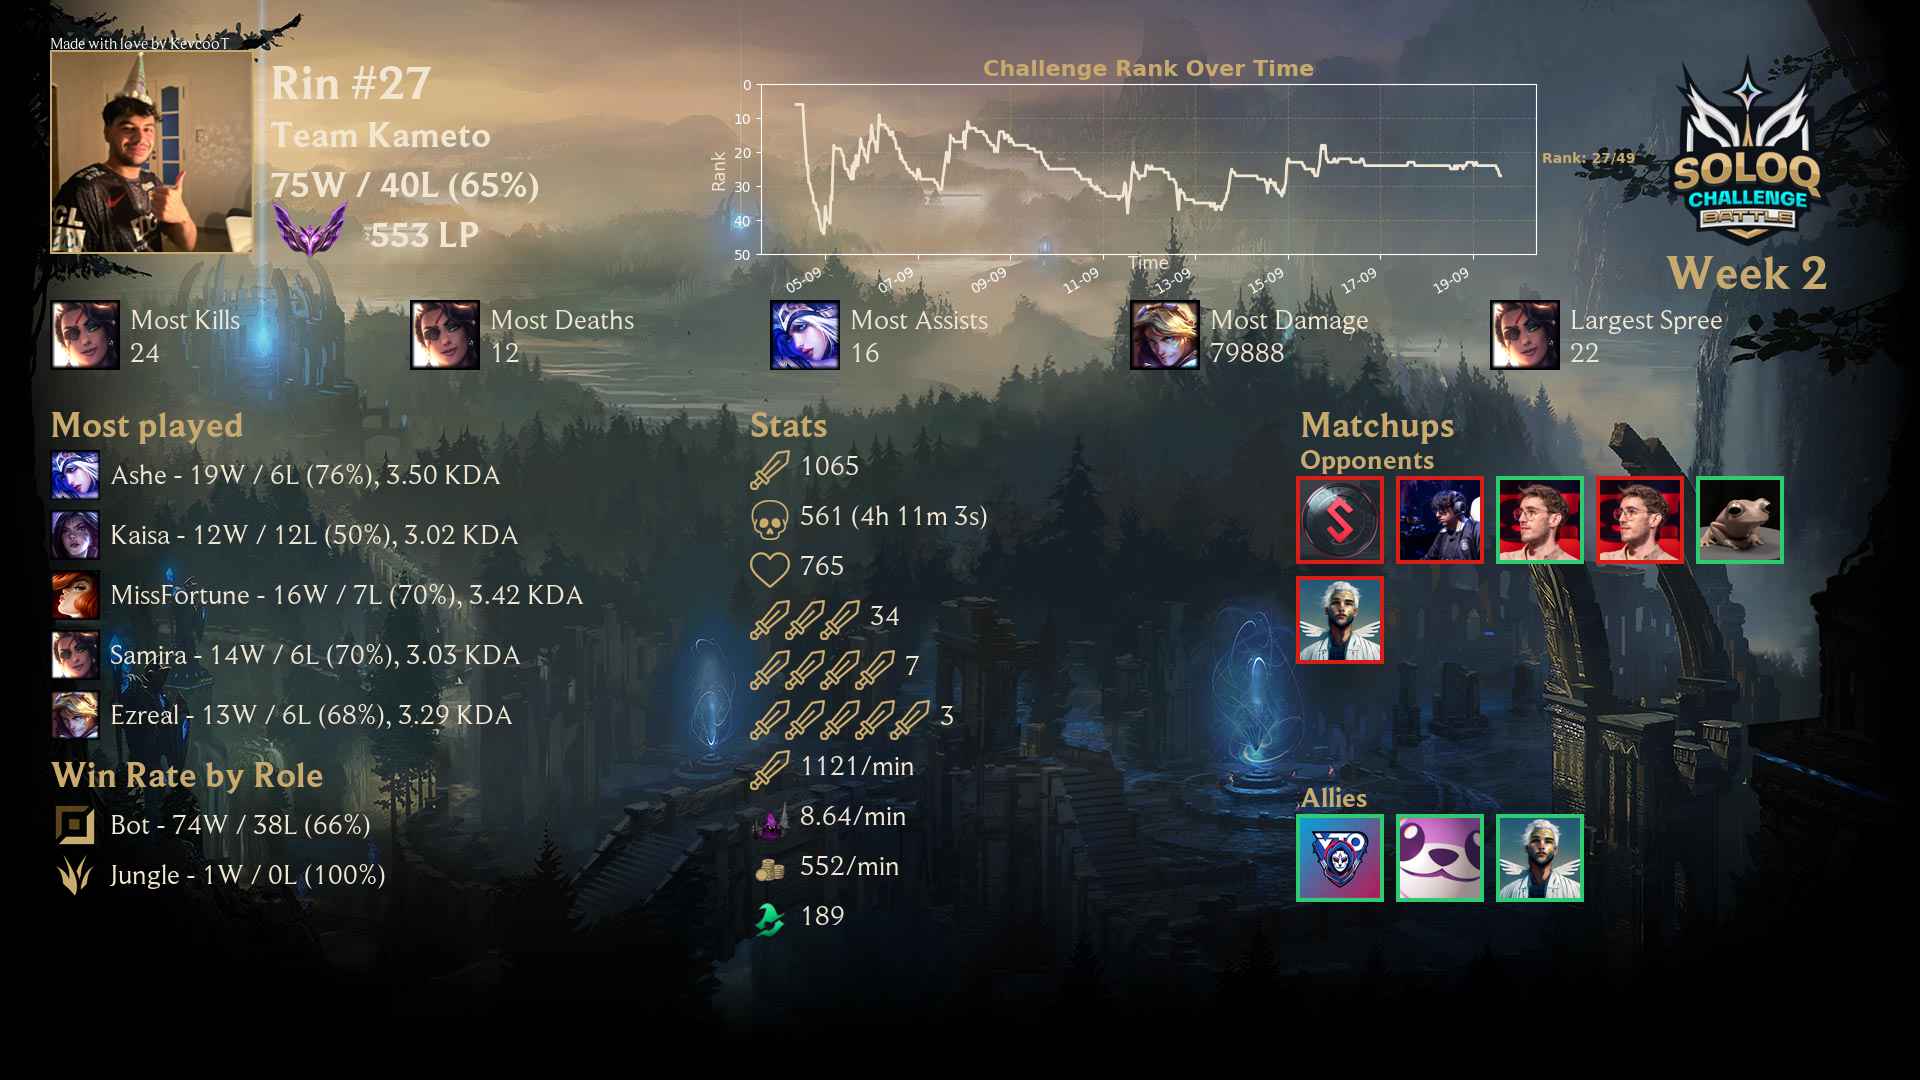 Made with love by KevcooT
Rin #27
Team Kameto
75W / 40L (65%)
553 LP
Challenge Rank Over Time
Rank
0
10
20
30
40
50
05-09
07-09
09-09
11-09
13-09
15-09
17-09
19-09
Time
Rank: 27/49
SOLOQ
CHALLENGE
BATTLE
Week 2
Most Kills
24
Most Deaths
12
Most Assists
16
Most Damage
79888
Largest Spree
22
Most played
Ashe - 19W / 6L (76%), 3.50 KDA
Kaisa - 12W / 12L (50%), 3.02 KDA
MissFortune - 16W / 7L (70%), 3.42 KDA
Samira - 14W / 6L (70%), 3.03 KDA
Ezreal - 13W / 6L (68%), 3.29 KDA
Win Rate by Role
Bot - 74W / 38L (66%)
Jungle - 1W / 0L (100%)
Stats
1065
561 (4h 11m 3s)
765
34
7
3
1121/min
8.64/min
552/min
189
Matchups
Opponents
Allies